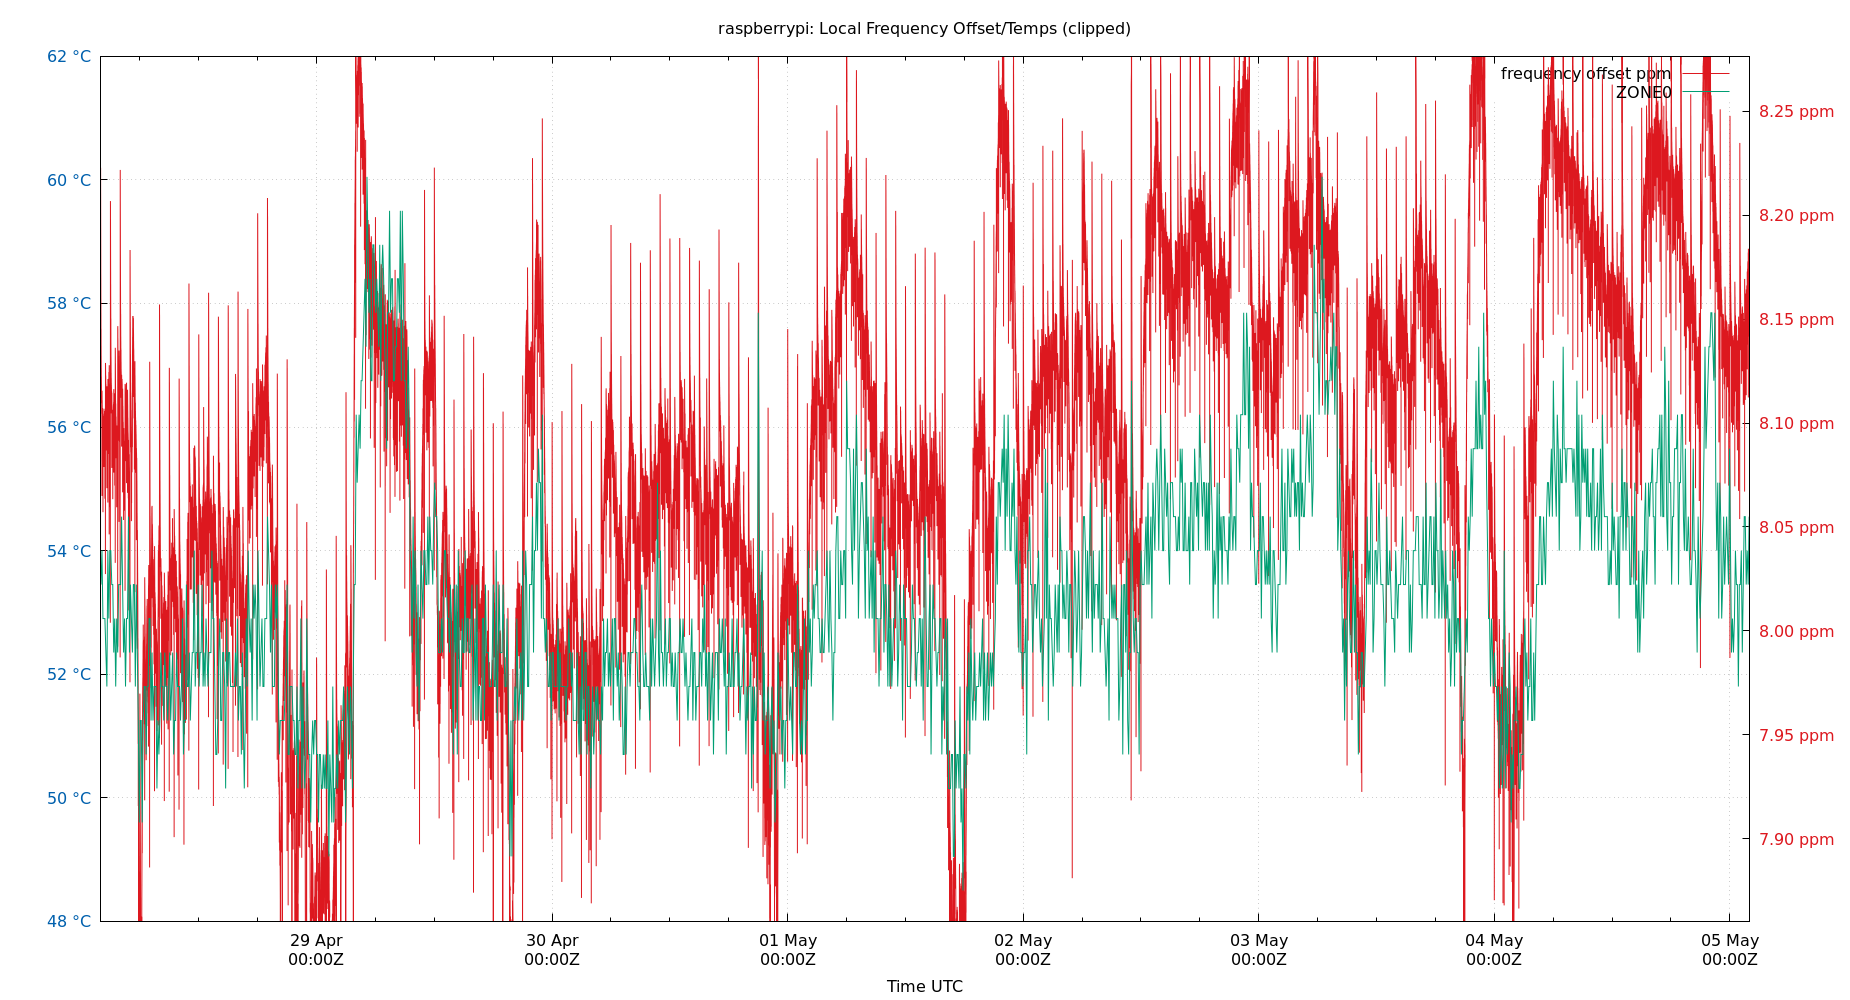 raspberrypi: Local Frequency Offset/Temps (clipped)
62 °C
60 °C
58 °C
56 °C
54 °C
52 °C
50 °C
48 °C
frequency offset ppm
ZONE0
8.25 ppm
8.20 ppm
8.15 ppm
8.10 ppm
8.05 ppm
8.00 ppm
7.95 ppm
7.90 ppm
29 Apr
00:00Z
30 Apr
00:00Z
01 May
00:00Z
02 May
00:00Z
03 May
00:00Z
04 May
00:00Z
05 May
00:00Z
Time UTC